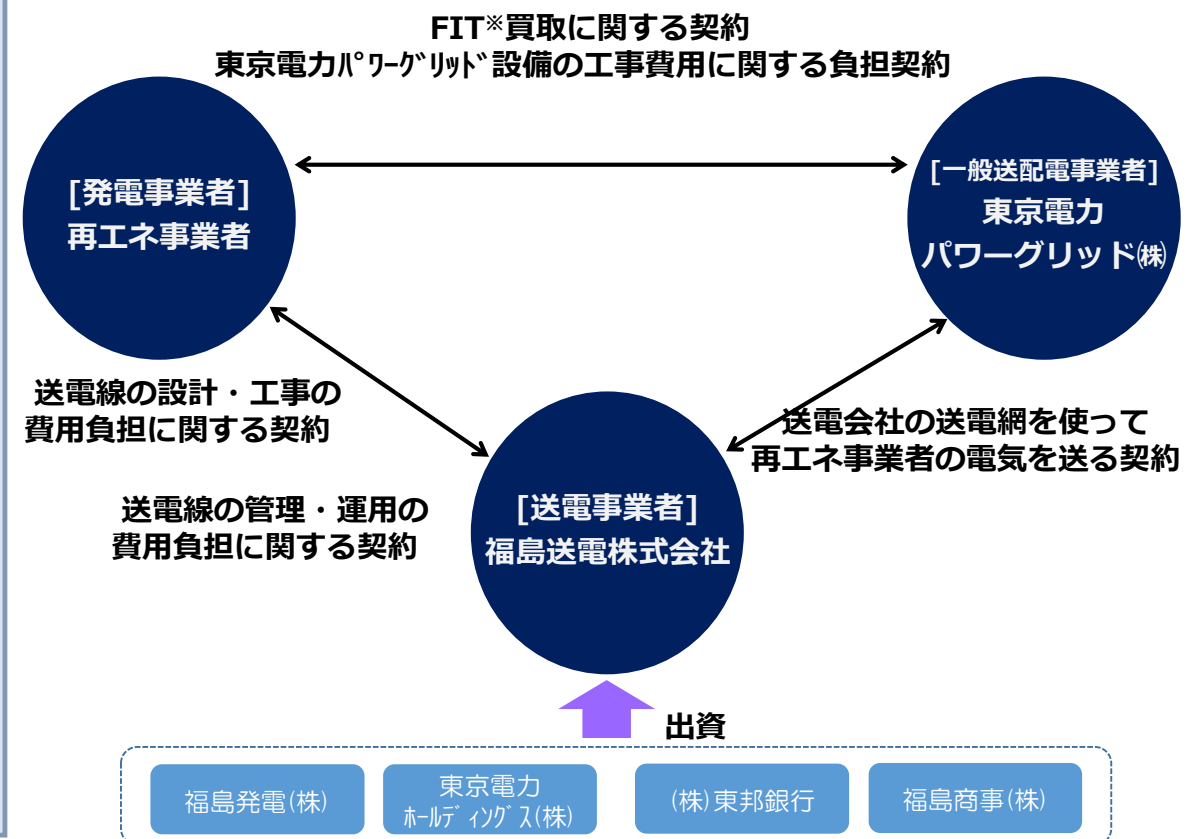 FIT※買取に関する契約
東京電力ﾊﾟﾜｰｸﾞﾘｯﾄﾞ設備の工事費用に関する負担契約
[発電事業者]
再エネ事業者
[一般送配電事業者]
東京電力
パワーグリッド㈱
送電線の設計・工事の
費用負担に関する契約
送電会社の送電網を使って
再エネ事業者の電気を送る契約
送電線の管理・運用の
費用負担に関する契約
[送電事業者]
福島送電株式会社
出資
福島発電(株)
東京電力
ﾎｰﾙﾃﾞｨﾝｸﾞｽ(株)
(株)東邦銀行
福島商事(株)